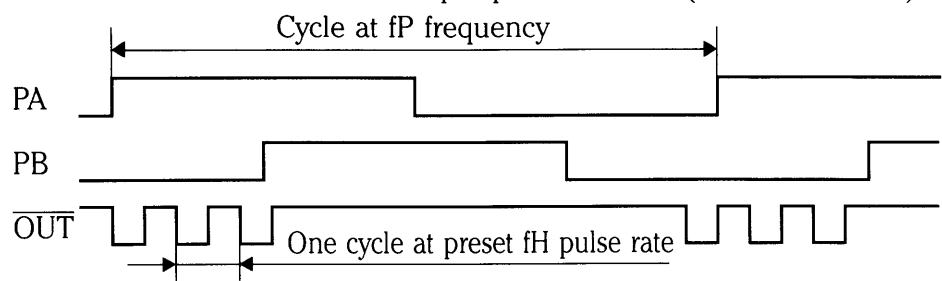 Cycle at fP frequency
PA
PB
OUT
One cycle at preset fH pulse rate